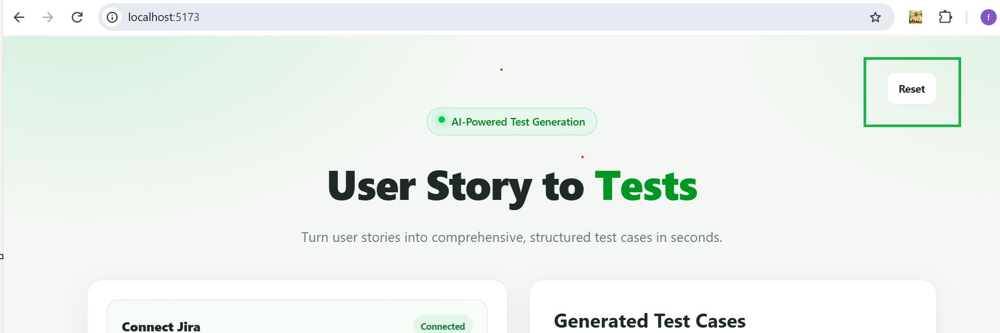 localhost:5173
f
Reset
AI-Powered Test Generation
User Story to Tests
Turn user stories into comprehensive, structured test cases in seconds.
Connect Jira
Connected
Generated Test Cases